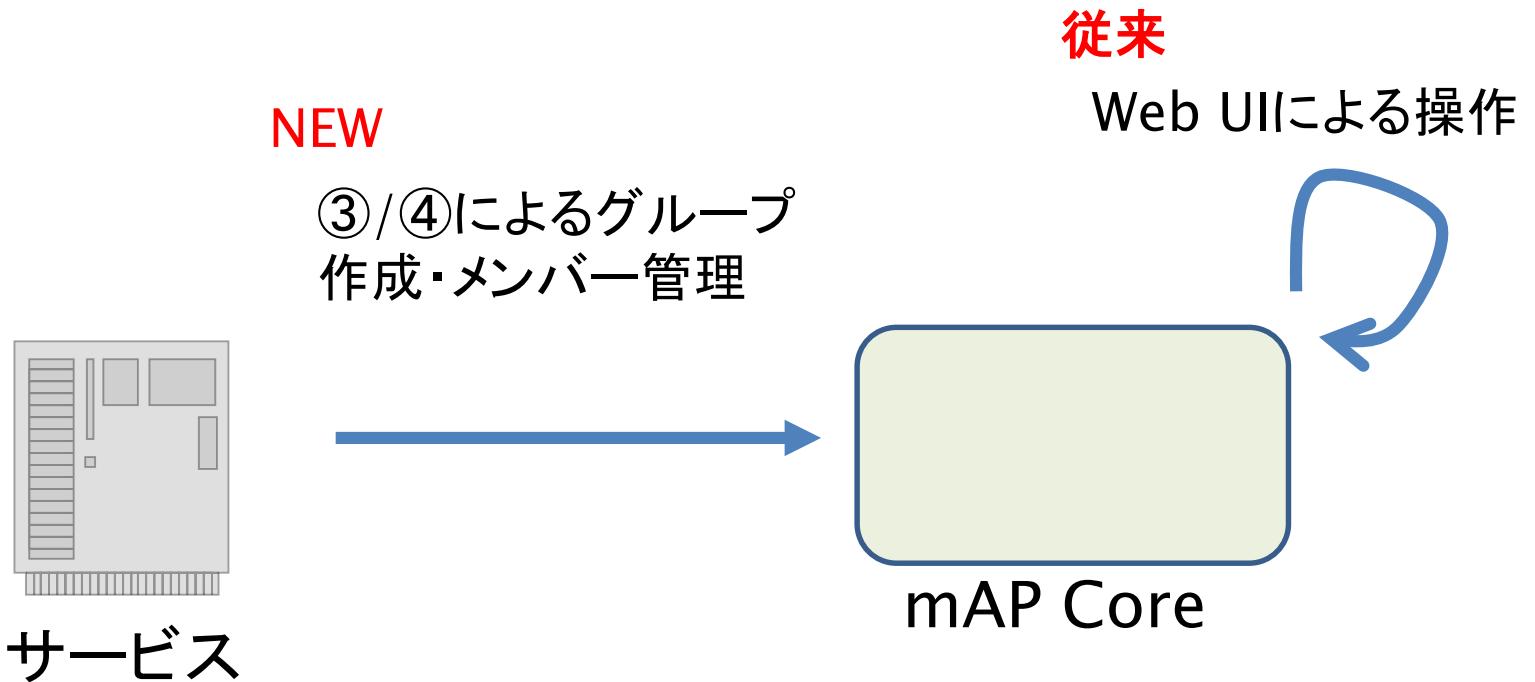 従来
Web UIによる操作
NEW
③/④によるグループ
作成・メンバー管理
mAP Core
サービス